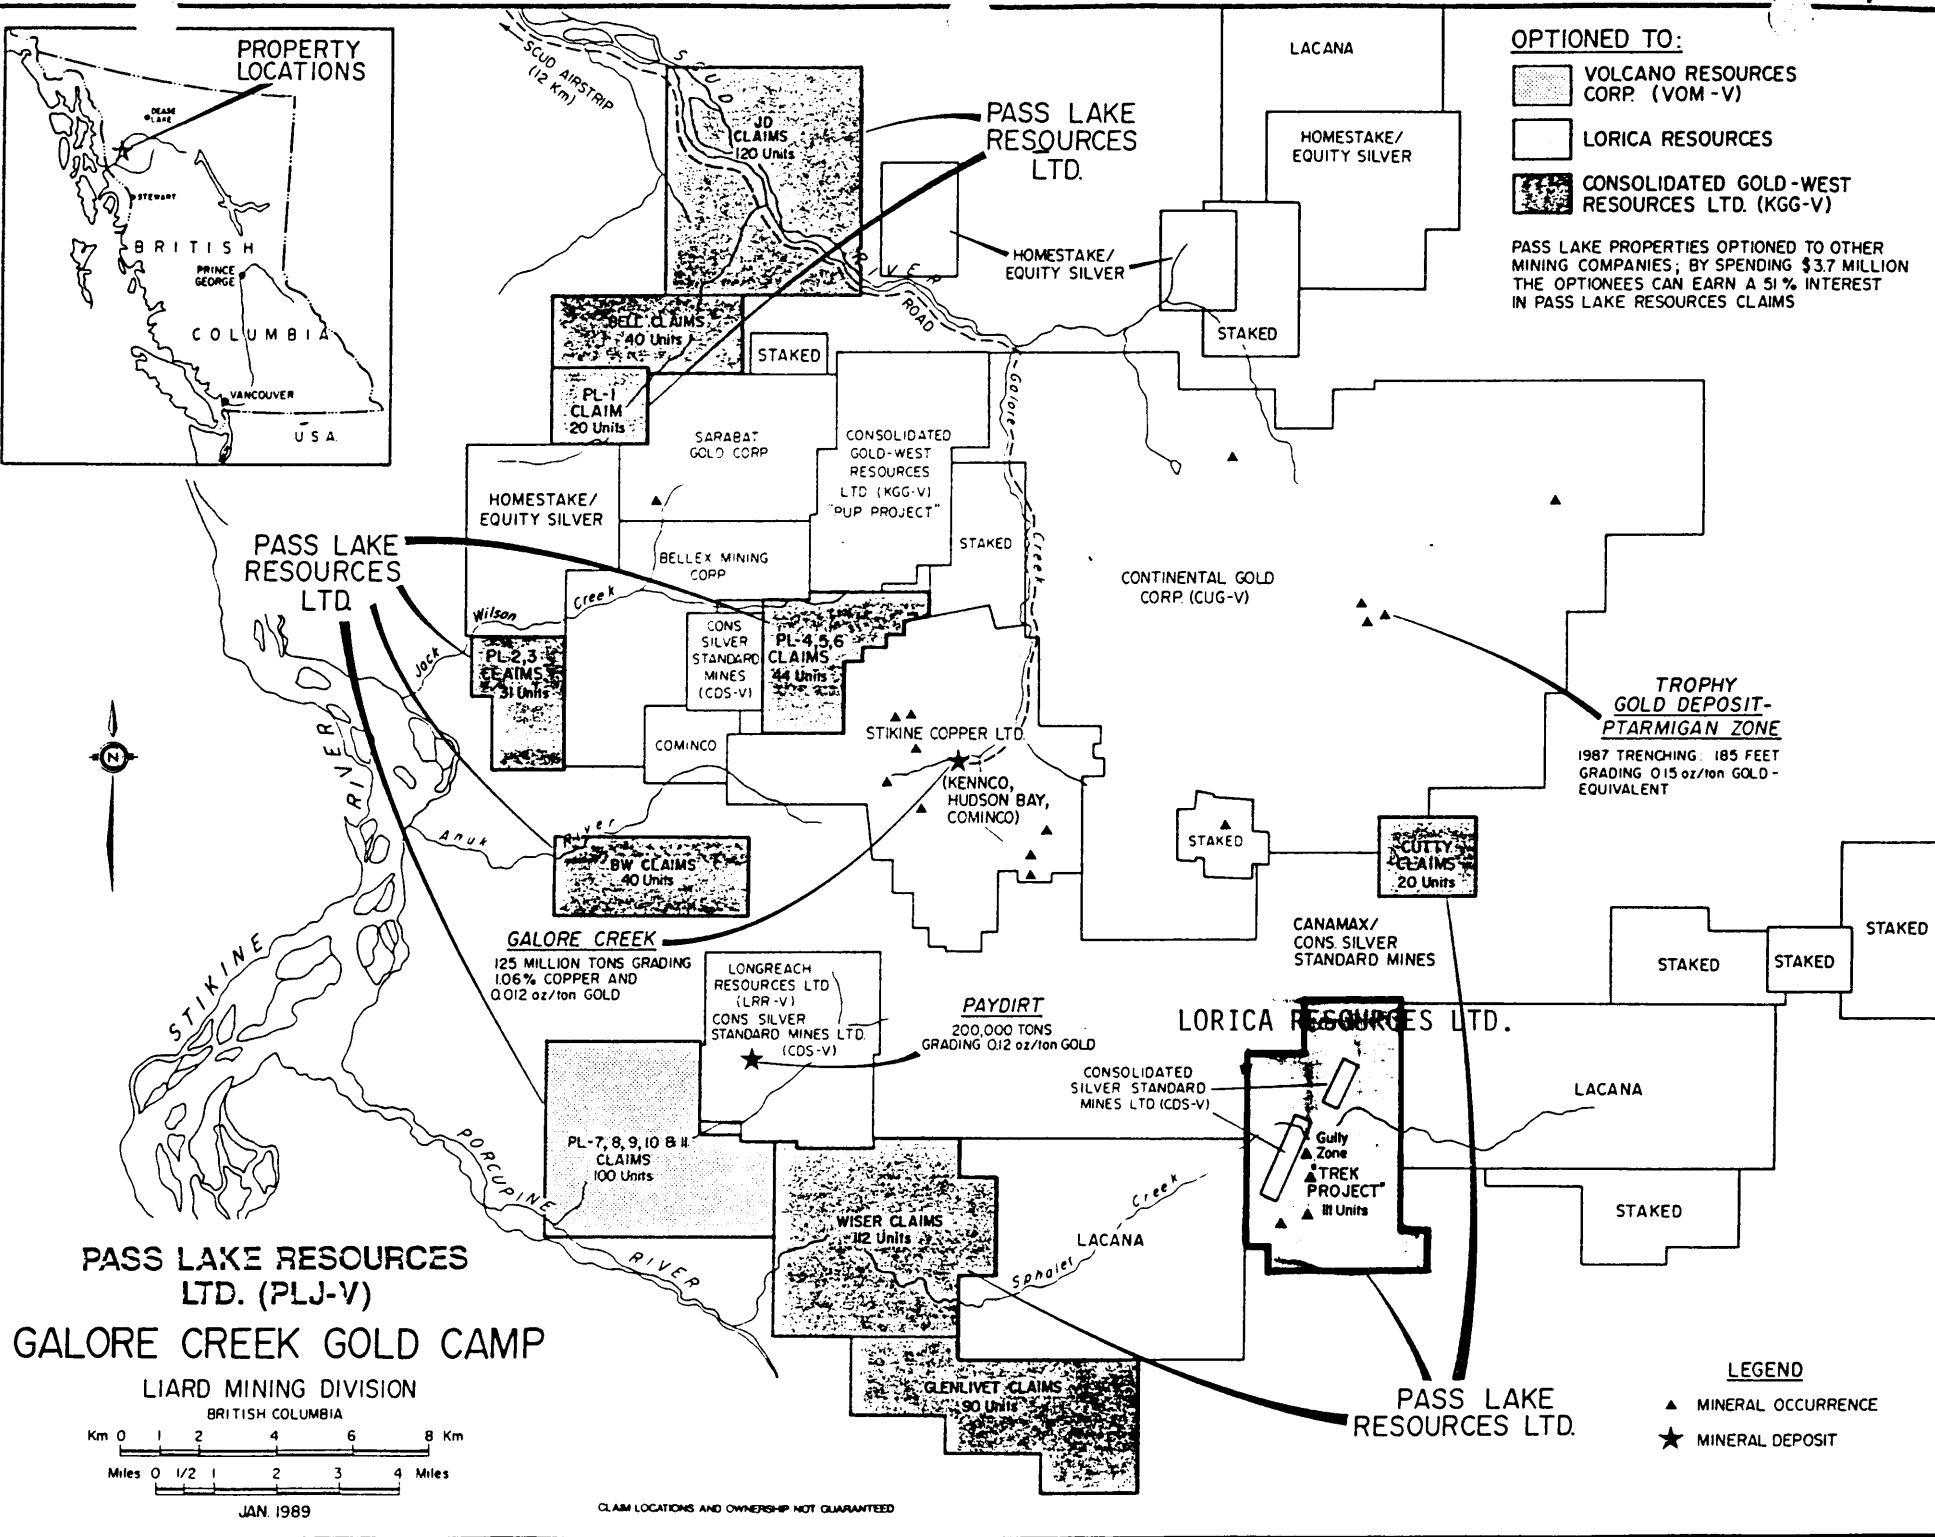 PROPERTY
LOCATIONS
DEASE
LAKE
STEWART
BRITISH
PRINCE
GEORGE
COLUMBIA
VANCOUVER
U S A.
SCUD AIRSTRIP
(12 Km)
SCUD
RIVER
ROAD
JD
CLAIMS
120 Units
PASS LAKE
RESOURCES
LTD.
LACANA
HOMESTAKE/
EQUITY SILVER
HOMESTAKE/
EQUITY SILVER
STAKED
OPTIONED TO:
VOLCANO RESOURCES
CORP. (VOM-V)
LORICA RESOURCES
CONSOLIDATED GOLD-WEST
RESOURCES LTD. (KGG-V)
PASS LAKE PROPERTIES OPTIONED TO OTHER
MINING COMPANIES; BY SPENDING $3.7 MILLION
THE OPTIONEES CAN EARN A 51% INTEREST
IN PASS LAKE RESOURCES CLAIMS
BELL CLAIMS
40 Units
STAKED
PL-1
CLAIM
20 Units
SARABAT
GOLD CORP
CONSOLIDATED
GOLD-WEST
RESOURCES
LTD (KGG-V)
"PUP PROJECT"
Galore
Creek
HOMESTAKE/
EQUITY SILVER
BELLEX MINING
CORP
STAKED
CONTINENTAL GOLD
CORP. (CUG-V)
PASS LAKE
RESOURCES
LTD.
Jack
Wilson
Creek
PL-2,3
CLAIMS
31 Units
CONS
SILVER
STANDARD
MINES
(CDS-V)
PL-4,5,6
CLAIMS
44 Units
COMINCO
STIKINE COPPER LTD.
(KENNCO,
HUDSON BAY,
COMINCO)
TROPHY
GOLD DEPOSIT-
PTARMIGAN ZONE
1987 TRENCHING: 185 FEET
GRADING 0.15 oz/ton GOLD-
EQUIVALENT
N
STIKINE
RIVER
Anuk
River
BW CLAIMS
40 Units
STAKED
CUTTY
CLAIMS
20 Units
GALORE CREEK
125 MILLION TONS GRADING
1.06% COPPER AND
0.012 oz/ton GOLD
CANAMAX/
CONS. SILVER
STANDARD MINES
STAKED
STAKED
STAKED
LONGREACH
RESOURCES LTD
(LRR-V)
CONS SILVER
STANDARD MINES LTD.
(CDS-V)
PAYDIRT
200,000 TONS
GRADING 0.12 oz/ton GOLD
LORICA RESOURCES LTD.
CONSOLIDATED
SILVER STANDARD
MINES LTD (CDS-V)
LACANA
Gully
Zone
"TREK
PROJECT"
111 Units
PL-7, 8, 9, 10 & 11
CLAIMS
100 Units
PORCUPINE
RIVER
WISER CLAIMS
112 Units
LACANA
Sphaler
Creek
STAKED
GLENLIVET CLAIMS
90 Units
PASS LAKE
RESOURCES LTD.
PASS LAKE RESOURCES
LTD. (PLJ-V)
GALORE CREEK GOLD CAMP
LIARD MINING DIVISION
BRITISH COLUMBIA
Km 0 1 2 4 6 8 Km
Miles 0 1/2 1 2 3 4 Miles
JAN. 1989
CLAIM LOCATIONS AND OWNERSHIP NOT GUARANTEED
LEGEND
MINERAL OCCURRENCE
MINERAL DEPOSIT